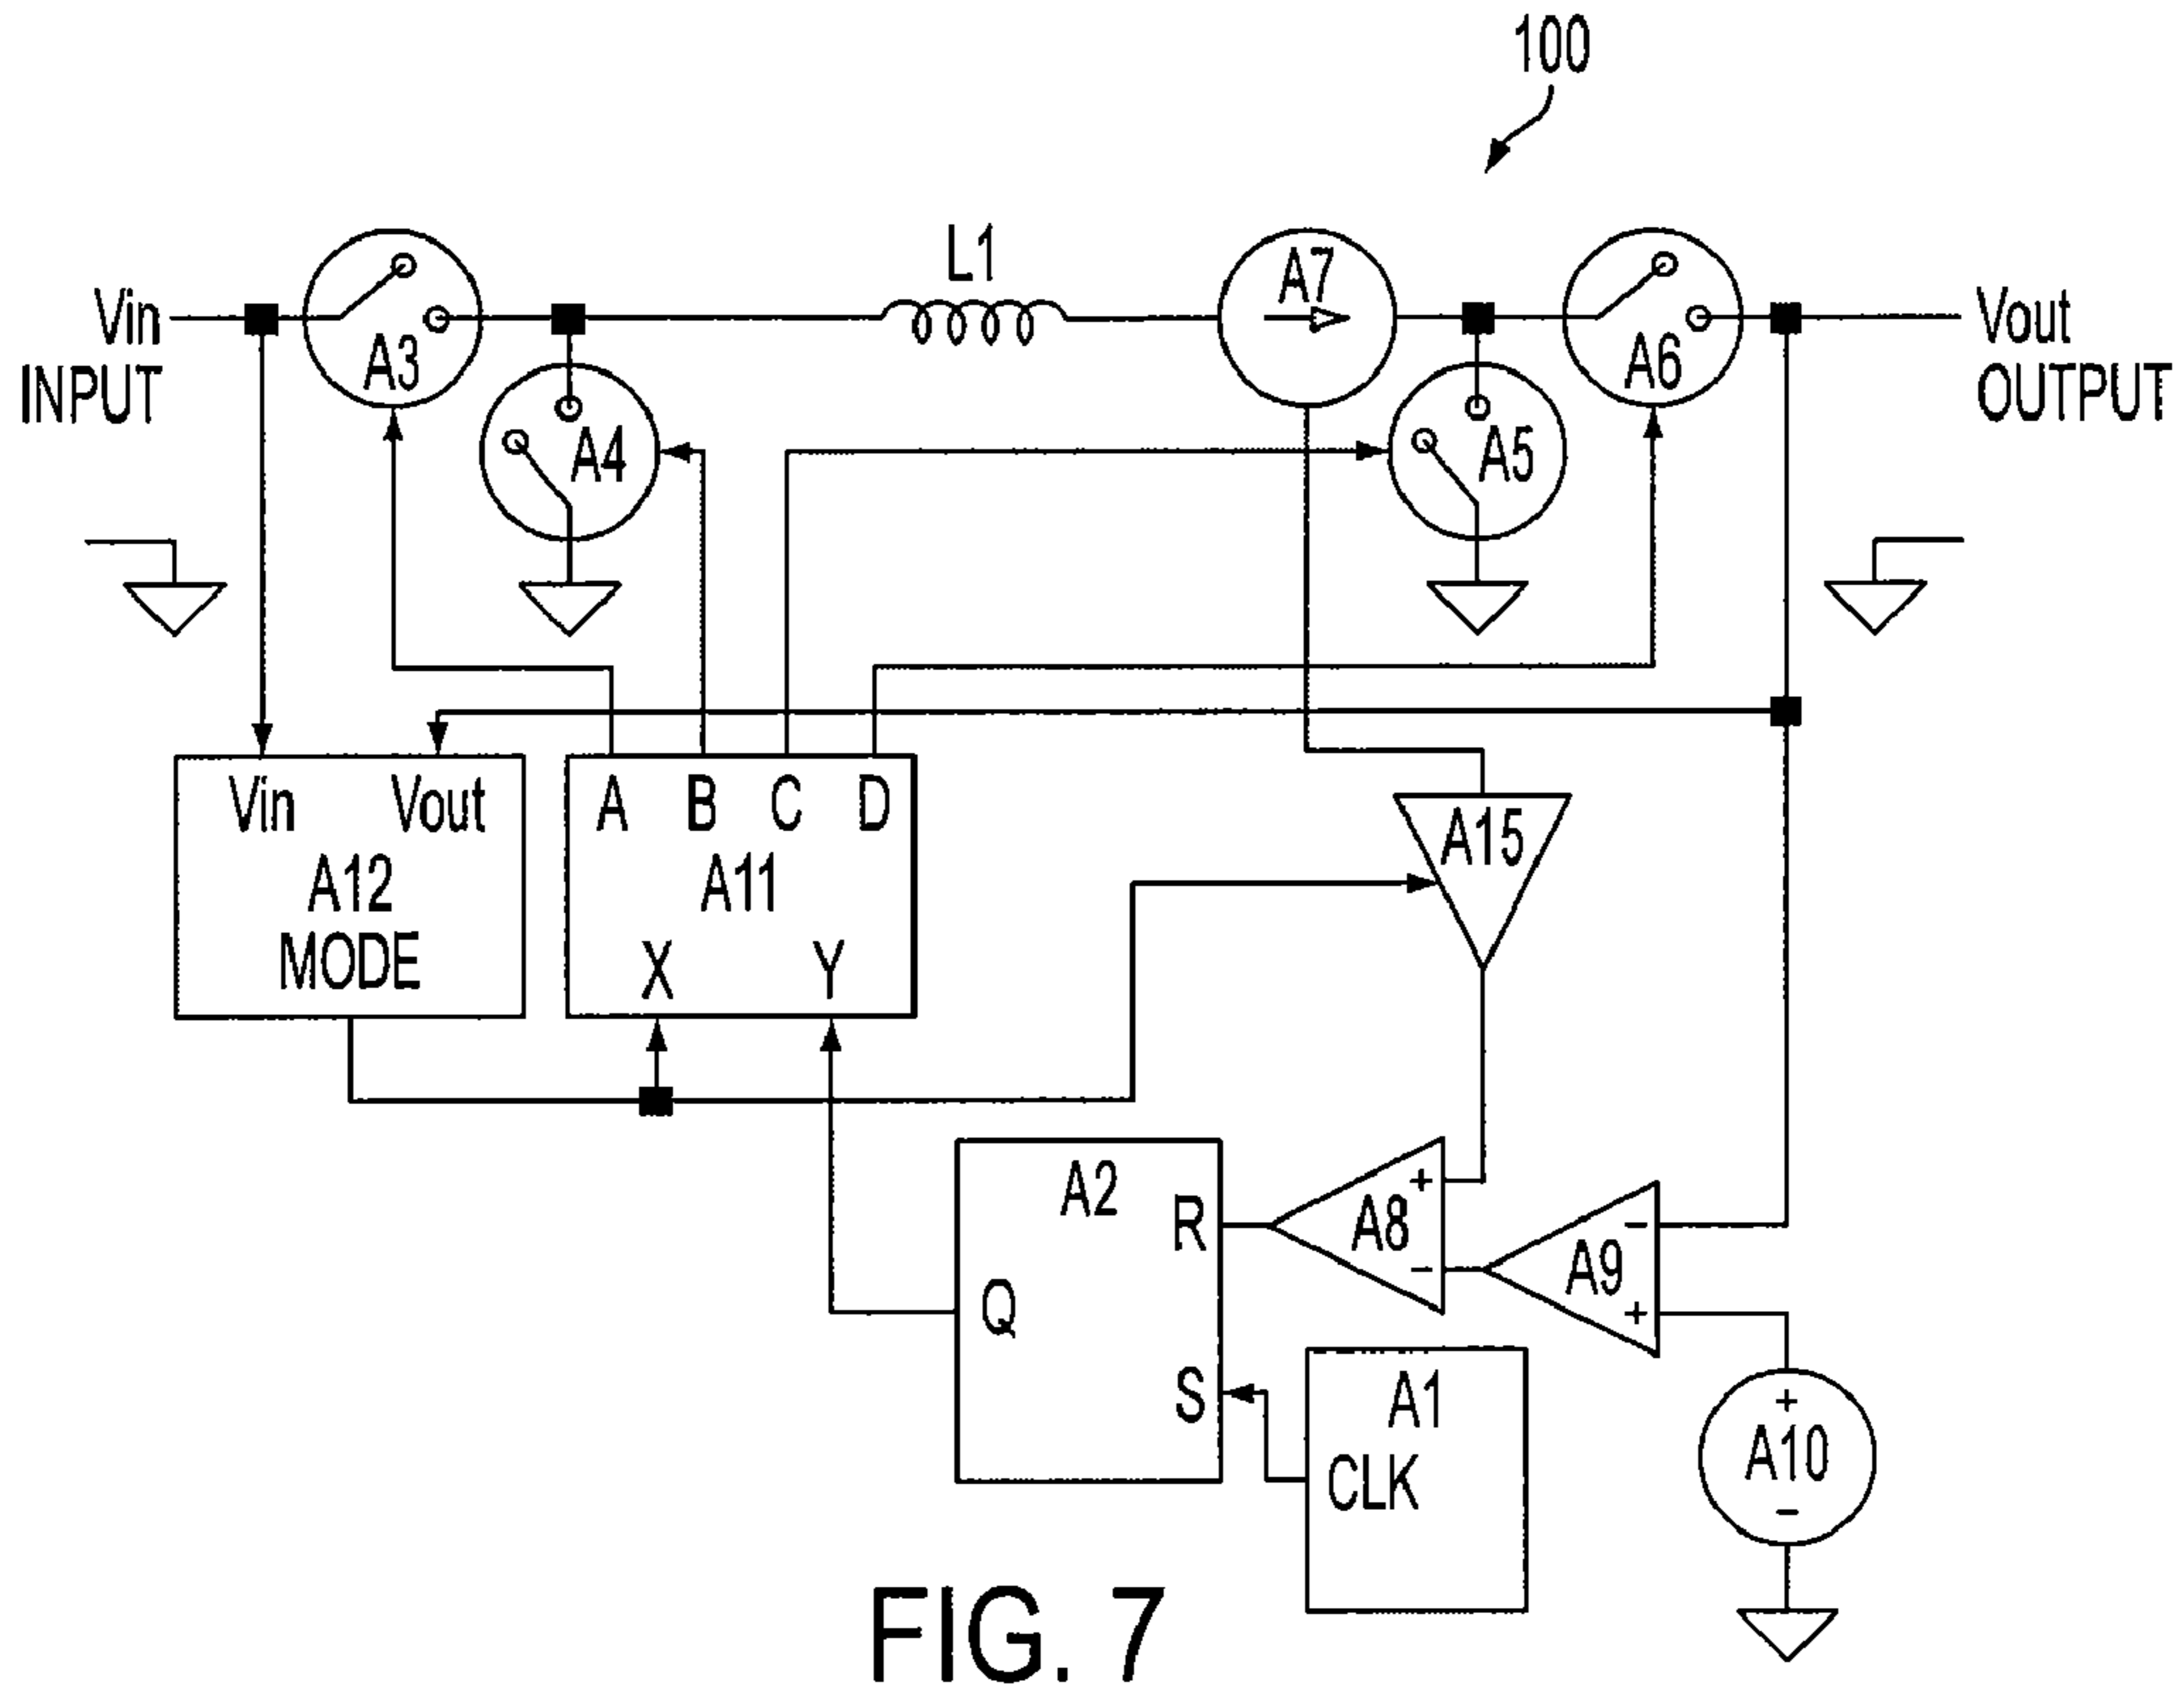 100
L1
A7
Vin
INPUT
A3
A6
Vout
OUTPUT
A4
A5
Vin Vout
A12
MODE
A B C D
A11
X Y
A15
A2
R
Q
S
+
A8
−
−
A9
+
A1
CLK
+
A10
−
FIG. 7